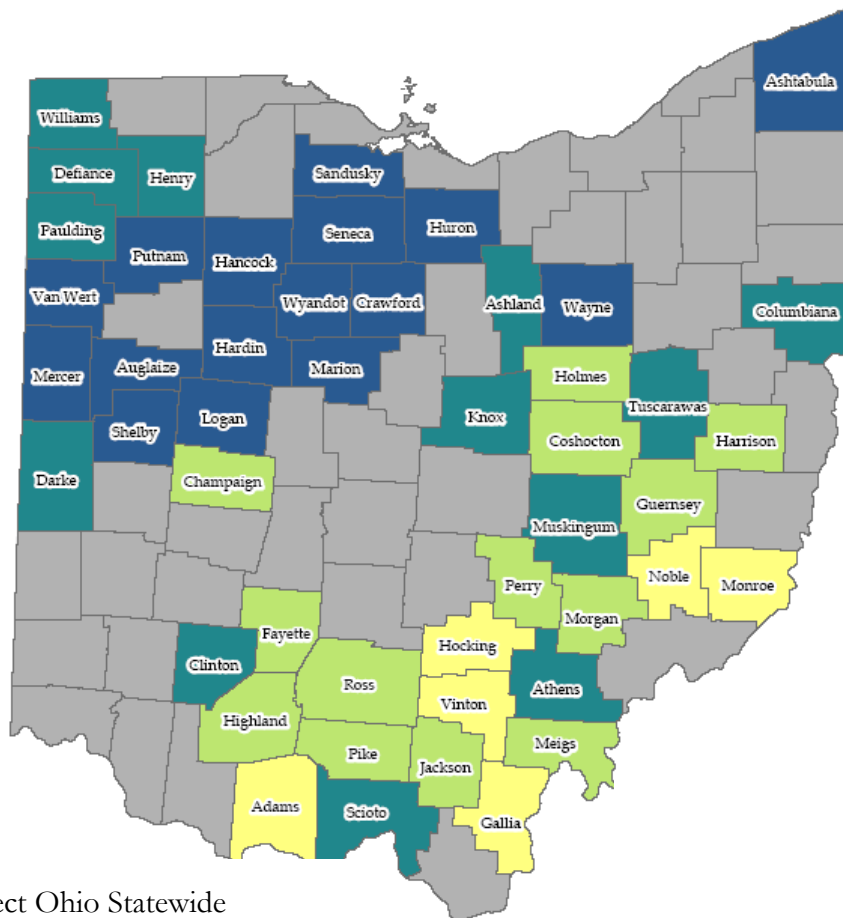 Ashtabula
Williams
Defiance
Henry
Sandusky
Paulding
Huron
Seneca
Putnam
Hancock
Van Wert
Wyandot
Crawford
Ashland
Wayne
Columbiana
Hardin
Auglaize
Marion
Mercer
Holmes
Tuscarawas
Logan
Knox
Shelby
Coshocton
Harrison
Darke
Champaign
Guernsey
Muskingum
Noble
Monroe
Perry
Morgan
Fayette
Hocking
Clinton
Ross
Athens
Vinton
Highland
Meigs
Pike
Jackson
Adams
Scioto
Gallia
ect Ohio Statewide